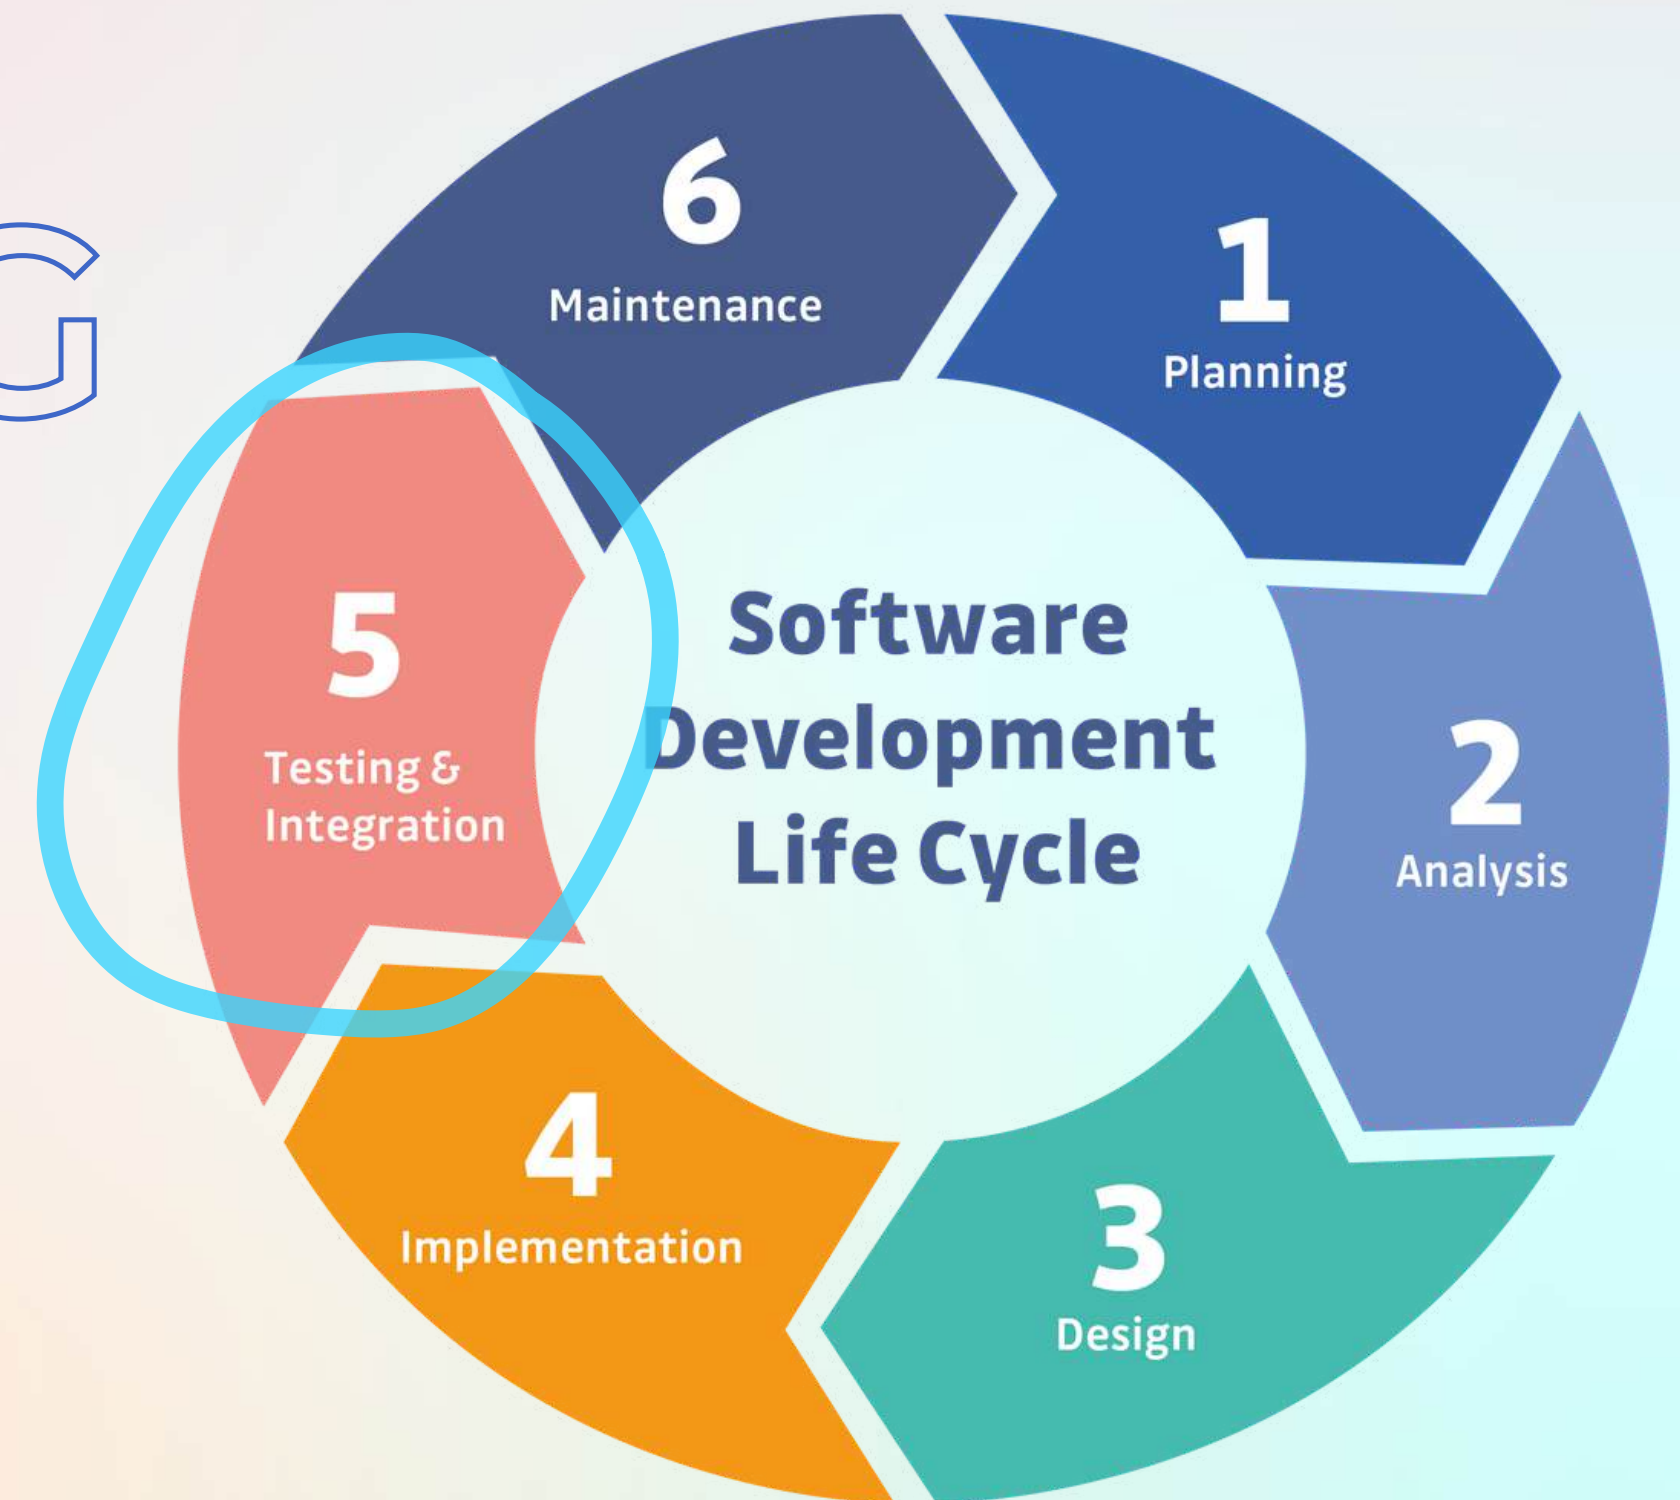 G
6
Maintenance
1
Planning
5
Testing &
Integration
Software
Development
Life Cycle
2
Analysis
4
Implementation
3
Design